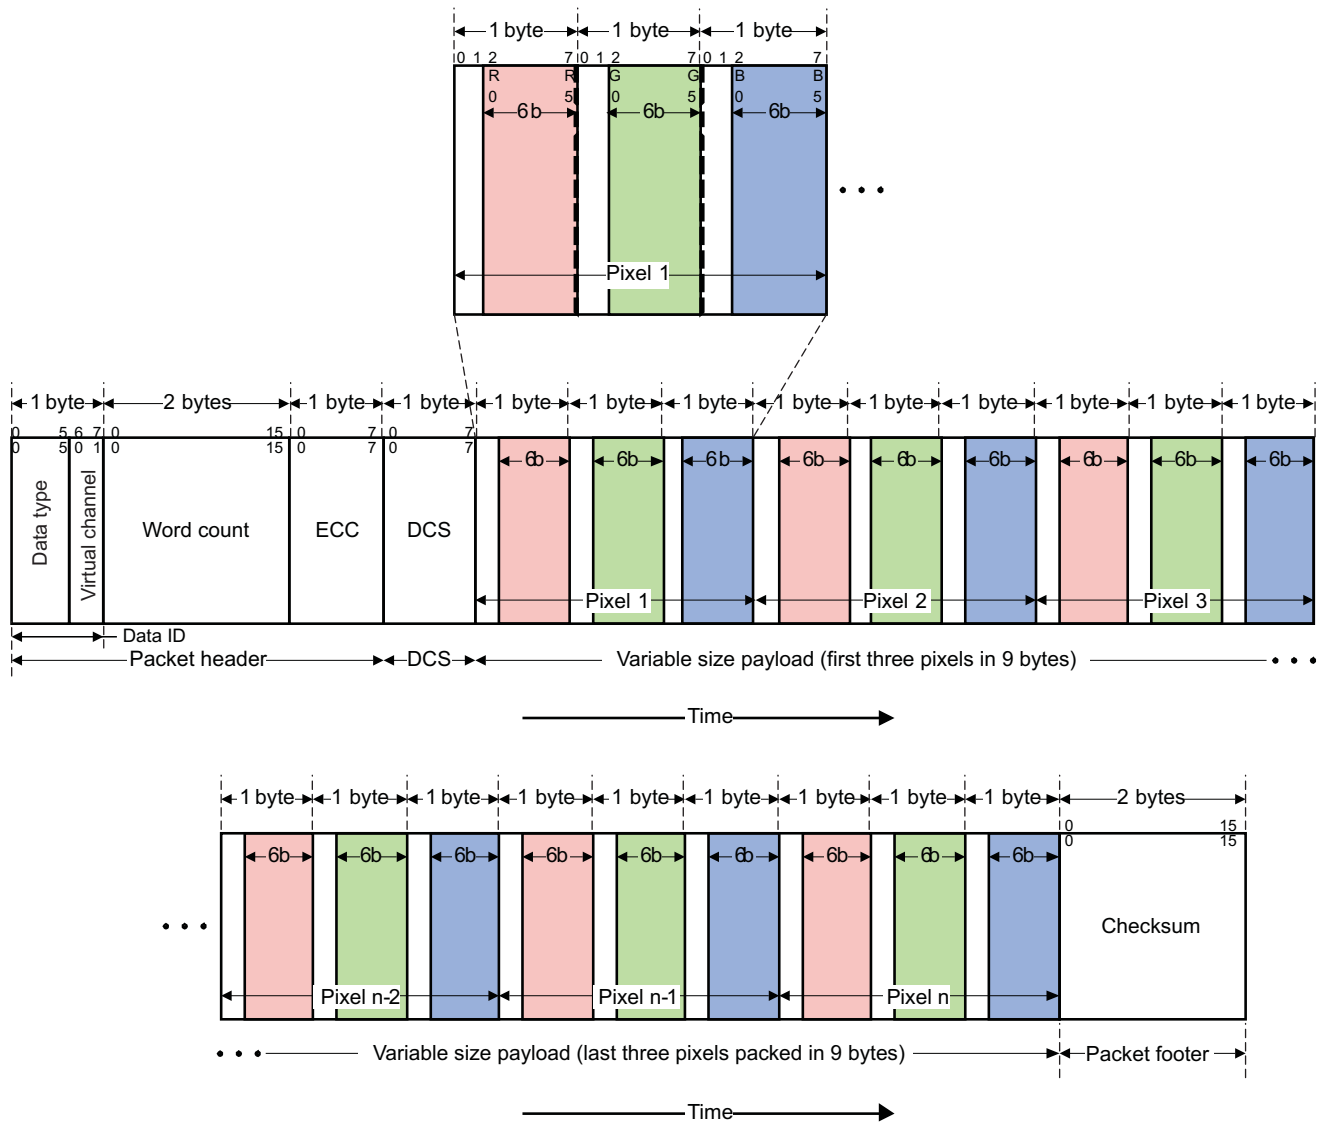 1 byte 1 byte 1 byte
0 1 2 7 0 1 2 7 0 1 2 7
R R G G B B
0 5 0 5 0 5
6b 6b 6b
Pixel 1
1 byte 2 bytes 1 byte 1 byte 1 byte 1 byte 1 byte 1 byte 1 byte 1 byte 1 byte 1 byte 1 byte
0 5 6 7 0 15 0 7 0 7
0 5 0 1 0 15 0 7 0 7
6b 6b 6b 6b 6b 6b 6b 6b 6b
Data type
Virtual channel
Word count ECC DCS
Pixel 1 Pixel 2 Pixel 3
Data ID
Packet header DCS Variable size payload (first three pixels in 9 bytes)
Time
1 byte 1 byte 1 byte 1 byte 1 byte 1 byte 1 byte 1 byte 1 byte 2 bytes
0 15
0 15
6b 6b 6b 6b 6b 6b 6b 6b 6b
Checksum
Pixel n-2 Pixel n-1 Pixel n
Variable size payload (last three pixels packed in 9 bytes) Packet footer
Time